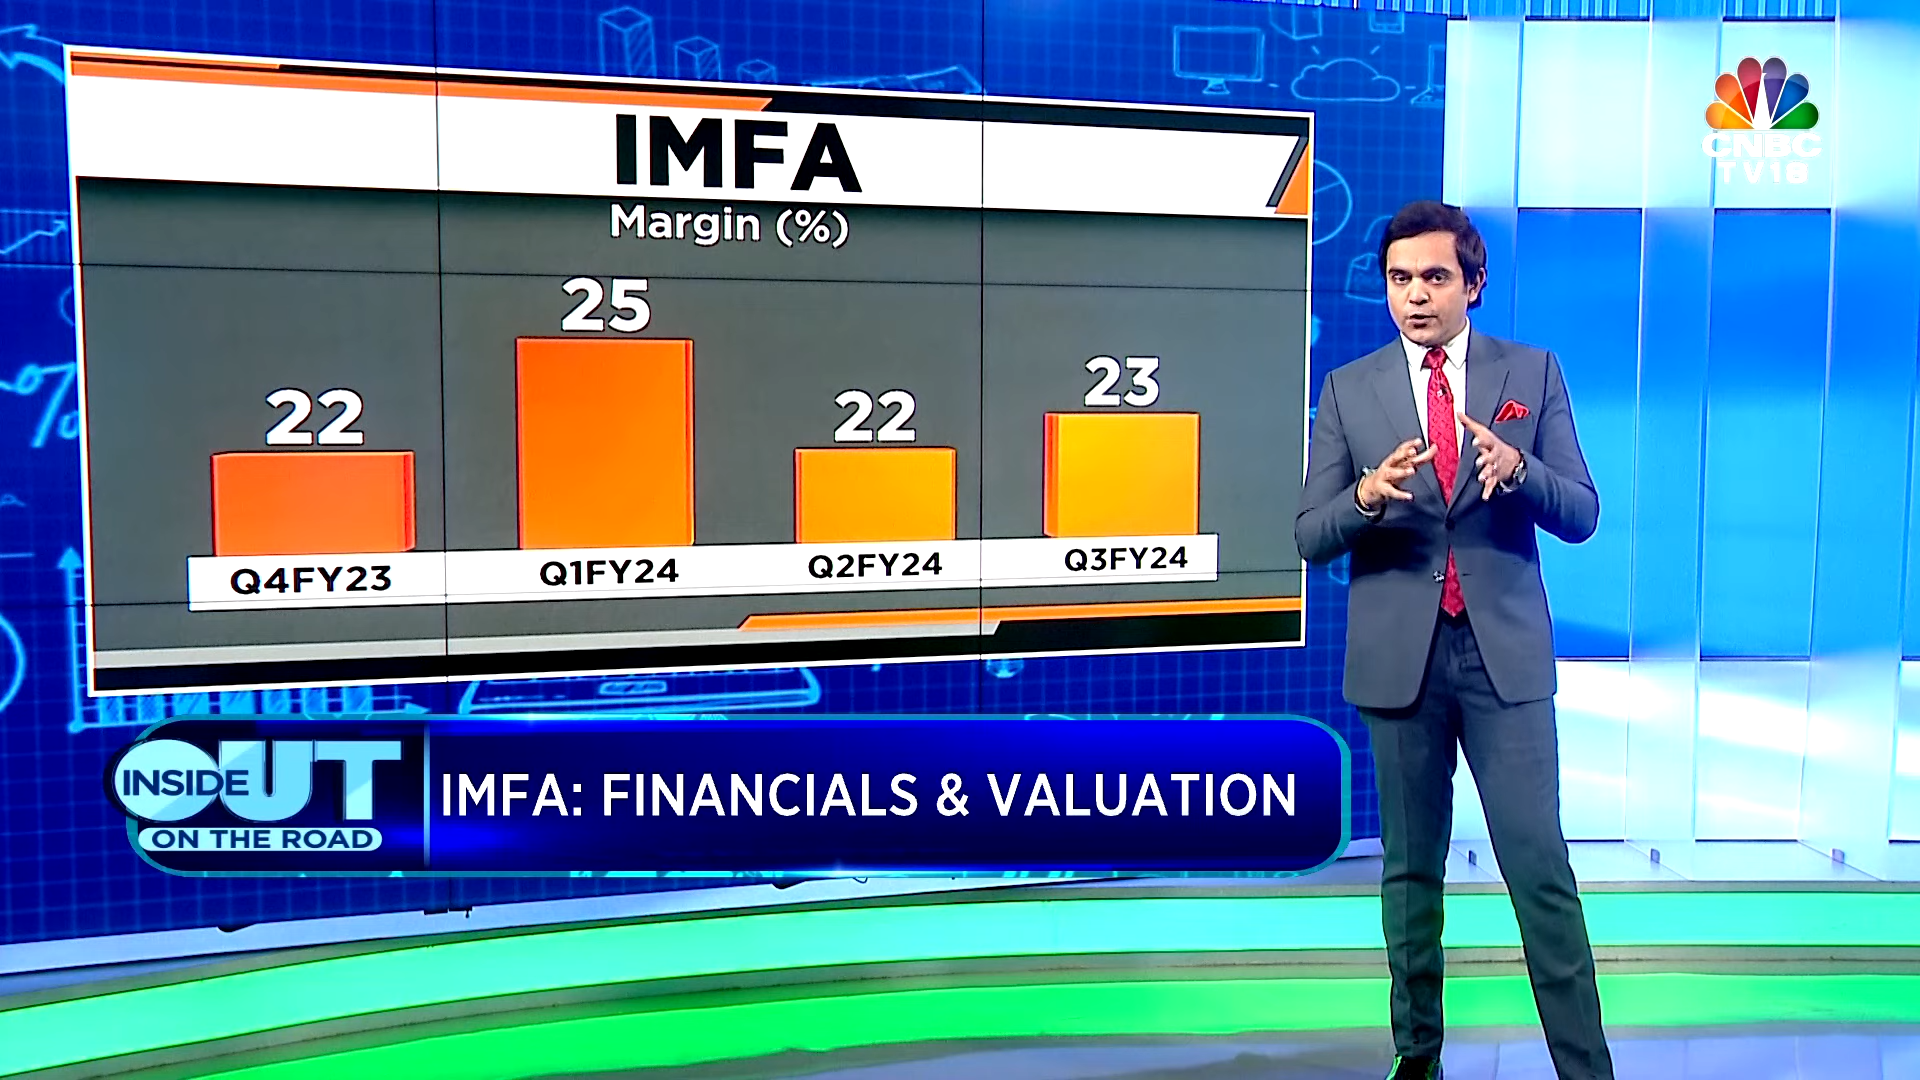 IMFA
Margin (%)
22
25
22
23
Q4FY23
Q1FY24
Q2FY24
Q3FY24
CNBC
TV18
INSIDE OUT
ON THE ROAD
IMFA: FINANCIALS & VALUATION